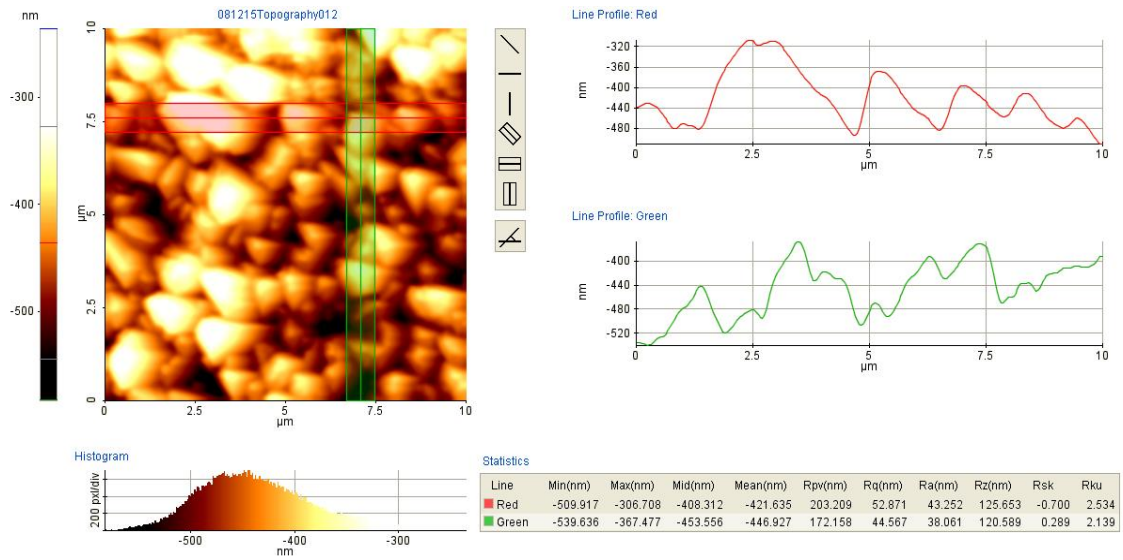 nm
081215Topography012
-300
-400
-500
10
7.5
5
2.5
0
µm
0 2.5 5 7.5 10
µm
Line Profile: Red
-320
-360
-400
-440
-480
nm
0 2.5 5 7.5 10
µm
Line Profile: Green
-400
-440
-480
-520
nm
0 2.5 5 7.5 10
µm
Histogram
200 pxl/div
-500 -400 -300
nm
Statistics
Line Min(nm) Max(nm) Mid(nm) Mean(nm) Rpv(nm) Rq(nm) Ra(nm) Rz(nm) Rsk Rku
Red -509.917 -306.708 -408.312 -421.635 203.209 52.871 43.252 125.653 -0.700 2.534
Green -539.636 -367.477 -453.556 -446.927 172.158 44.567 38.061 120.589 0.289 2.139